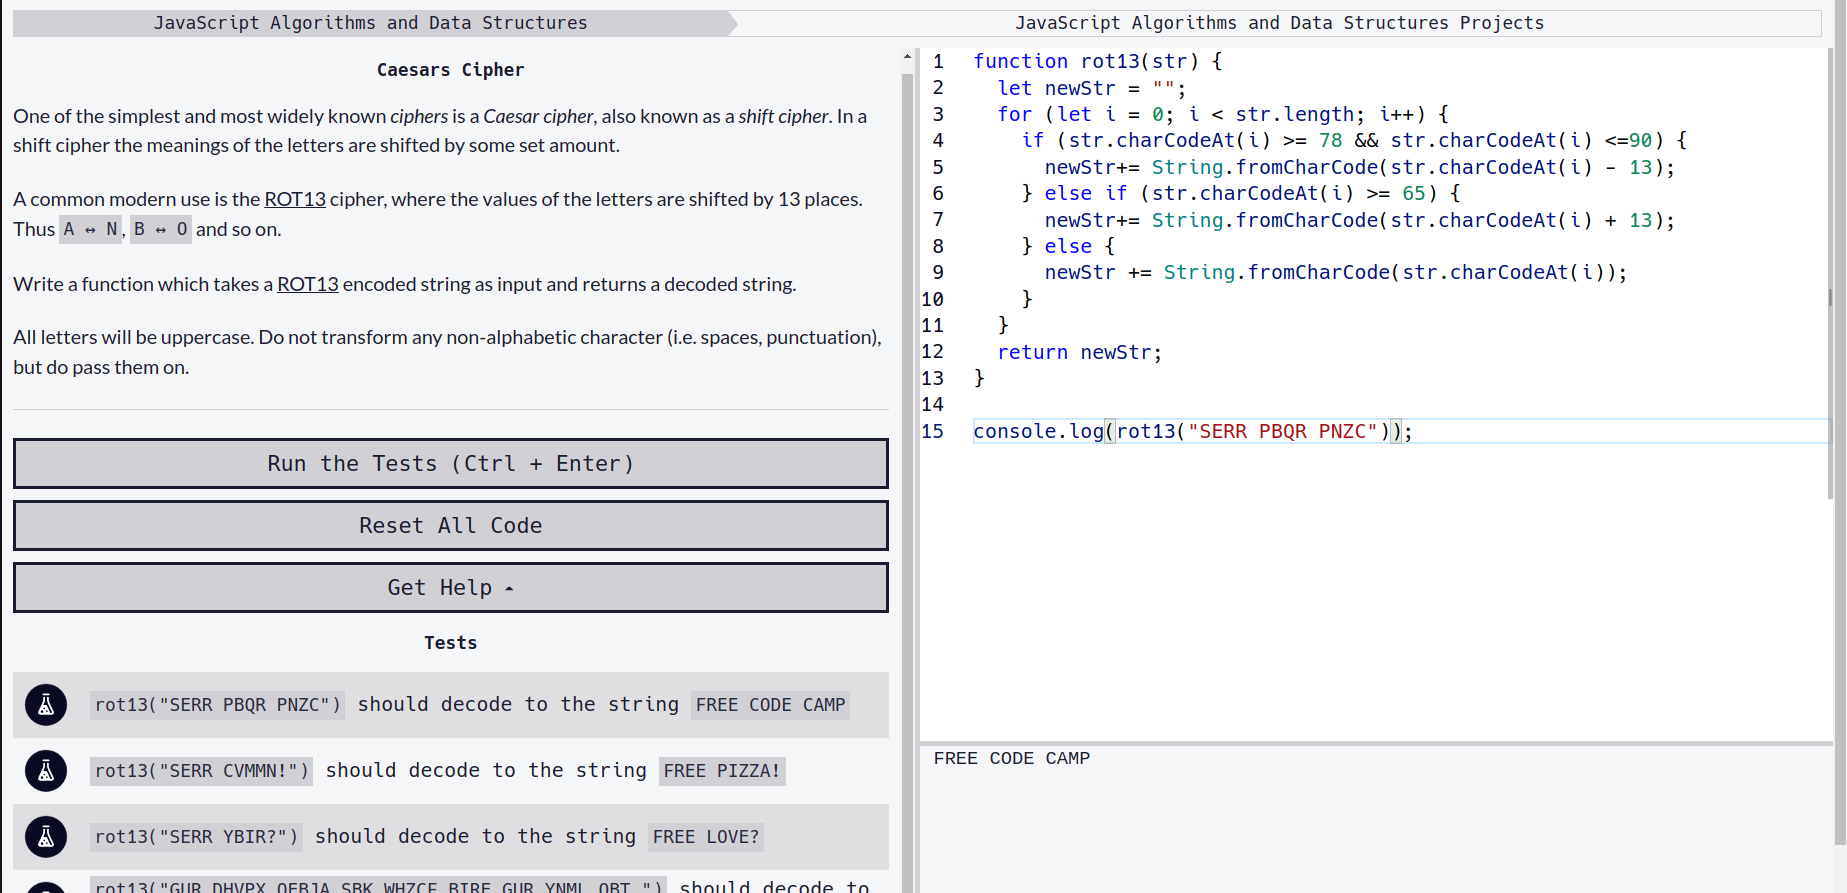 JavaScript Algorithms and Data Structures
JavaScript Algorithms and Data Structures Projects
Caesars Cipher
One of the simplest and most widely known ciphers is a Caesar cipher, also known as a shift cipher. In a
shift cipher the meanings of the letters are shifted by some set amount.
A common modern use is the ROT13 cipher, where the values of the letters are shifted by 13 places.
Thus A ↔ N, B ↔ O and so on.
Write a function which takes a ROT13 encoded string as input and returns a decoded string.
All letters will be uppercase. Do not transform any non-alphabetic character (i.e. spaces, punctuation),
but do pass them on.
Run the Tests (Ctrl + Enter)
Reset All Code
Get Help
Tests
rot13("SERR PBQR PNZC") should decode to the string FREE CODE CAMP
rot13("SERR CVMMN!") should decode to the string FREE PIZZA!
rot13("SERR YBIR?") should decode to the string FREE LOVE?
rot13("GUR DHVPX OEBJA SBK WHZCF BIRE GUR YNML QBT.") should decode to
1 function rot13(str) {
2 let newStr = "";
3 for (let i = 0; i < str.length; i++) {
4 if (str.charCodeAt(i) >= 78 && str.charCodeAt(i) <=90) {
5 newStr+= String.fromCharCode(str.charCodeAt(i) - 13);
6 } else if (str.charCodeAt(i) >= 65) {
7 newStr+= String.fromCharCode(str.charCodeAt(i) + 13);
8 } else {
9 newStr += String.fromCharCode(str.charCodeAt(i));
10 }
11 }
12 return newStr;
13 }
14
15 console.log(rot13("SERR PBQR PNZC"));
FREE CODE CAMP